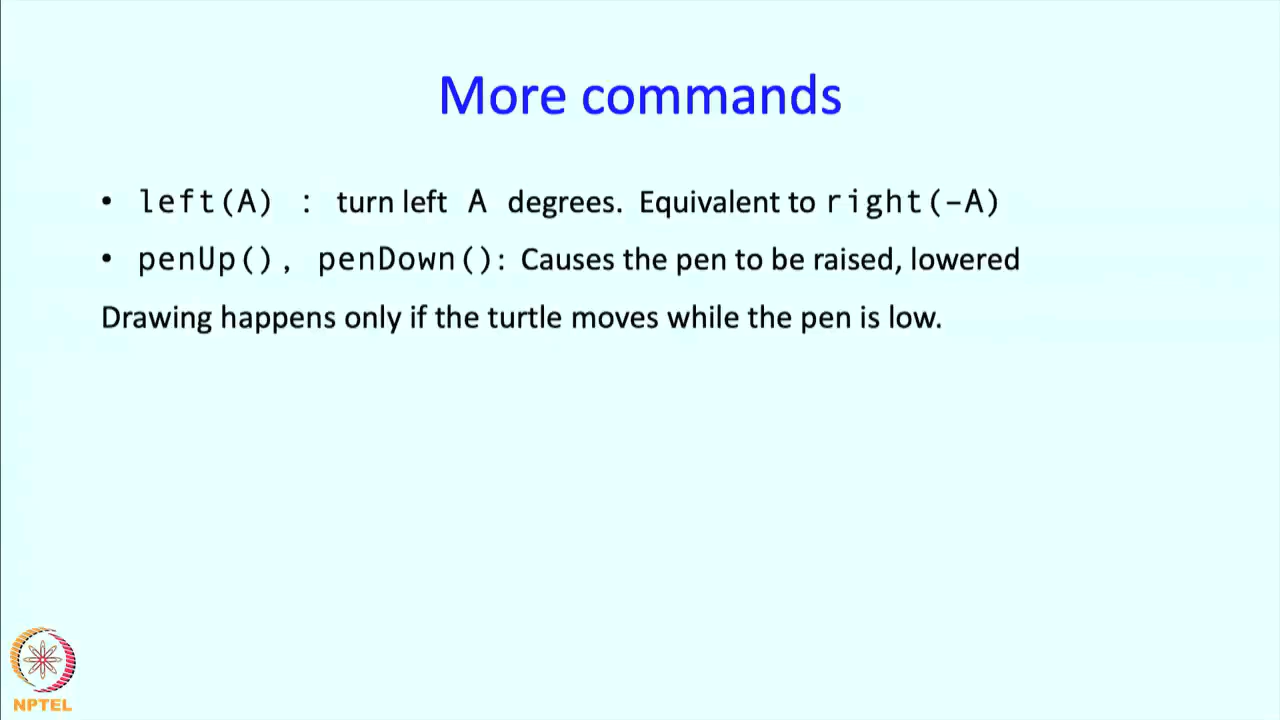 More commands
• left(A) : turn left A degrees. Equivalent to right(-A)
• penUp(), penDown(): Causes the pen to be raised, lowered
Drawing happens only if the turtle moves while the pen is low.
NPTEL